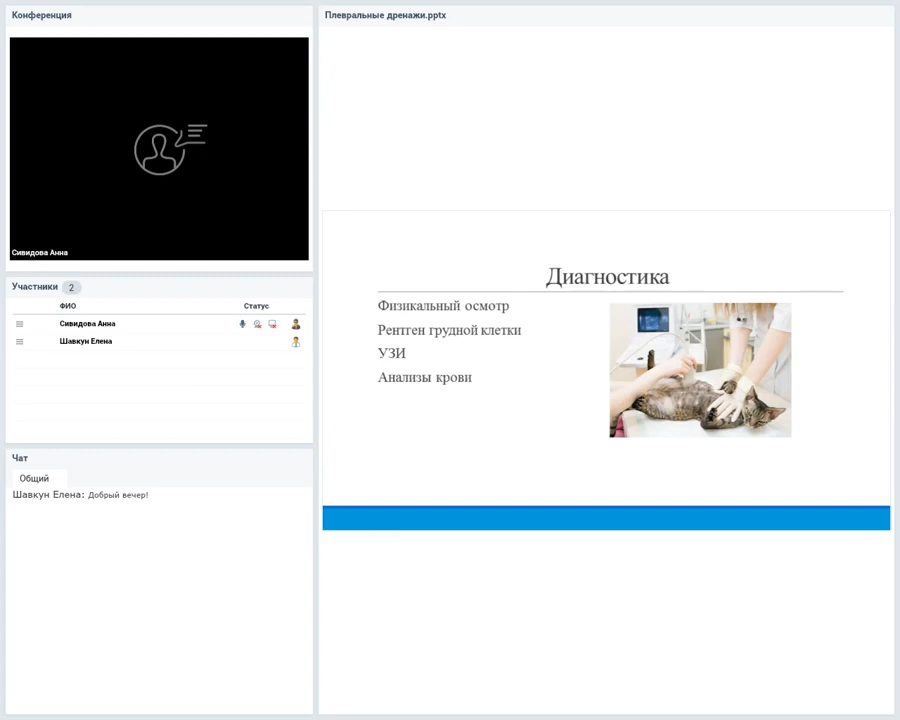 Конференция
Сивидова Анна
Участники 2
ФИО Статус
Сивидова Анна
Шавкун Елена
Чат
Общий
Шавкун Елена: Добрый вечер!
Плевральные дренажи.pptx
Диагностика
Физикальный осмотр
Рентген грудной клетки
УЗИ
Анализы крови